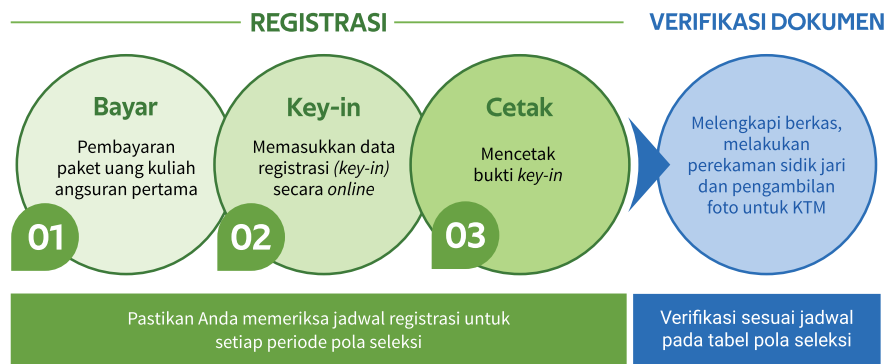 REGISTRASI
VERIFIKASI DOKUMEN
Bayar
Pembayaran
paket uang kuliah
angsuran pertama
01
Key-in
Memasukkan data
registrasi (key-in)
secara online
02
Cetak
Mencetak
bukti key-in
03
Melengkapi berkas,
melakukan
perekaman sidik jari
dan pengambilan
foto untuk KTM
Pastikan Anda memeriksa jadwal registrasi untuk
setiap periode pola seleksi
Verifikasi sesuai jadwal
pada tabel pola seleksi